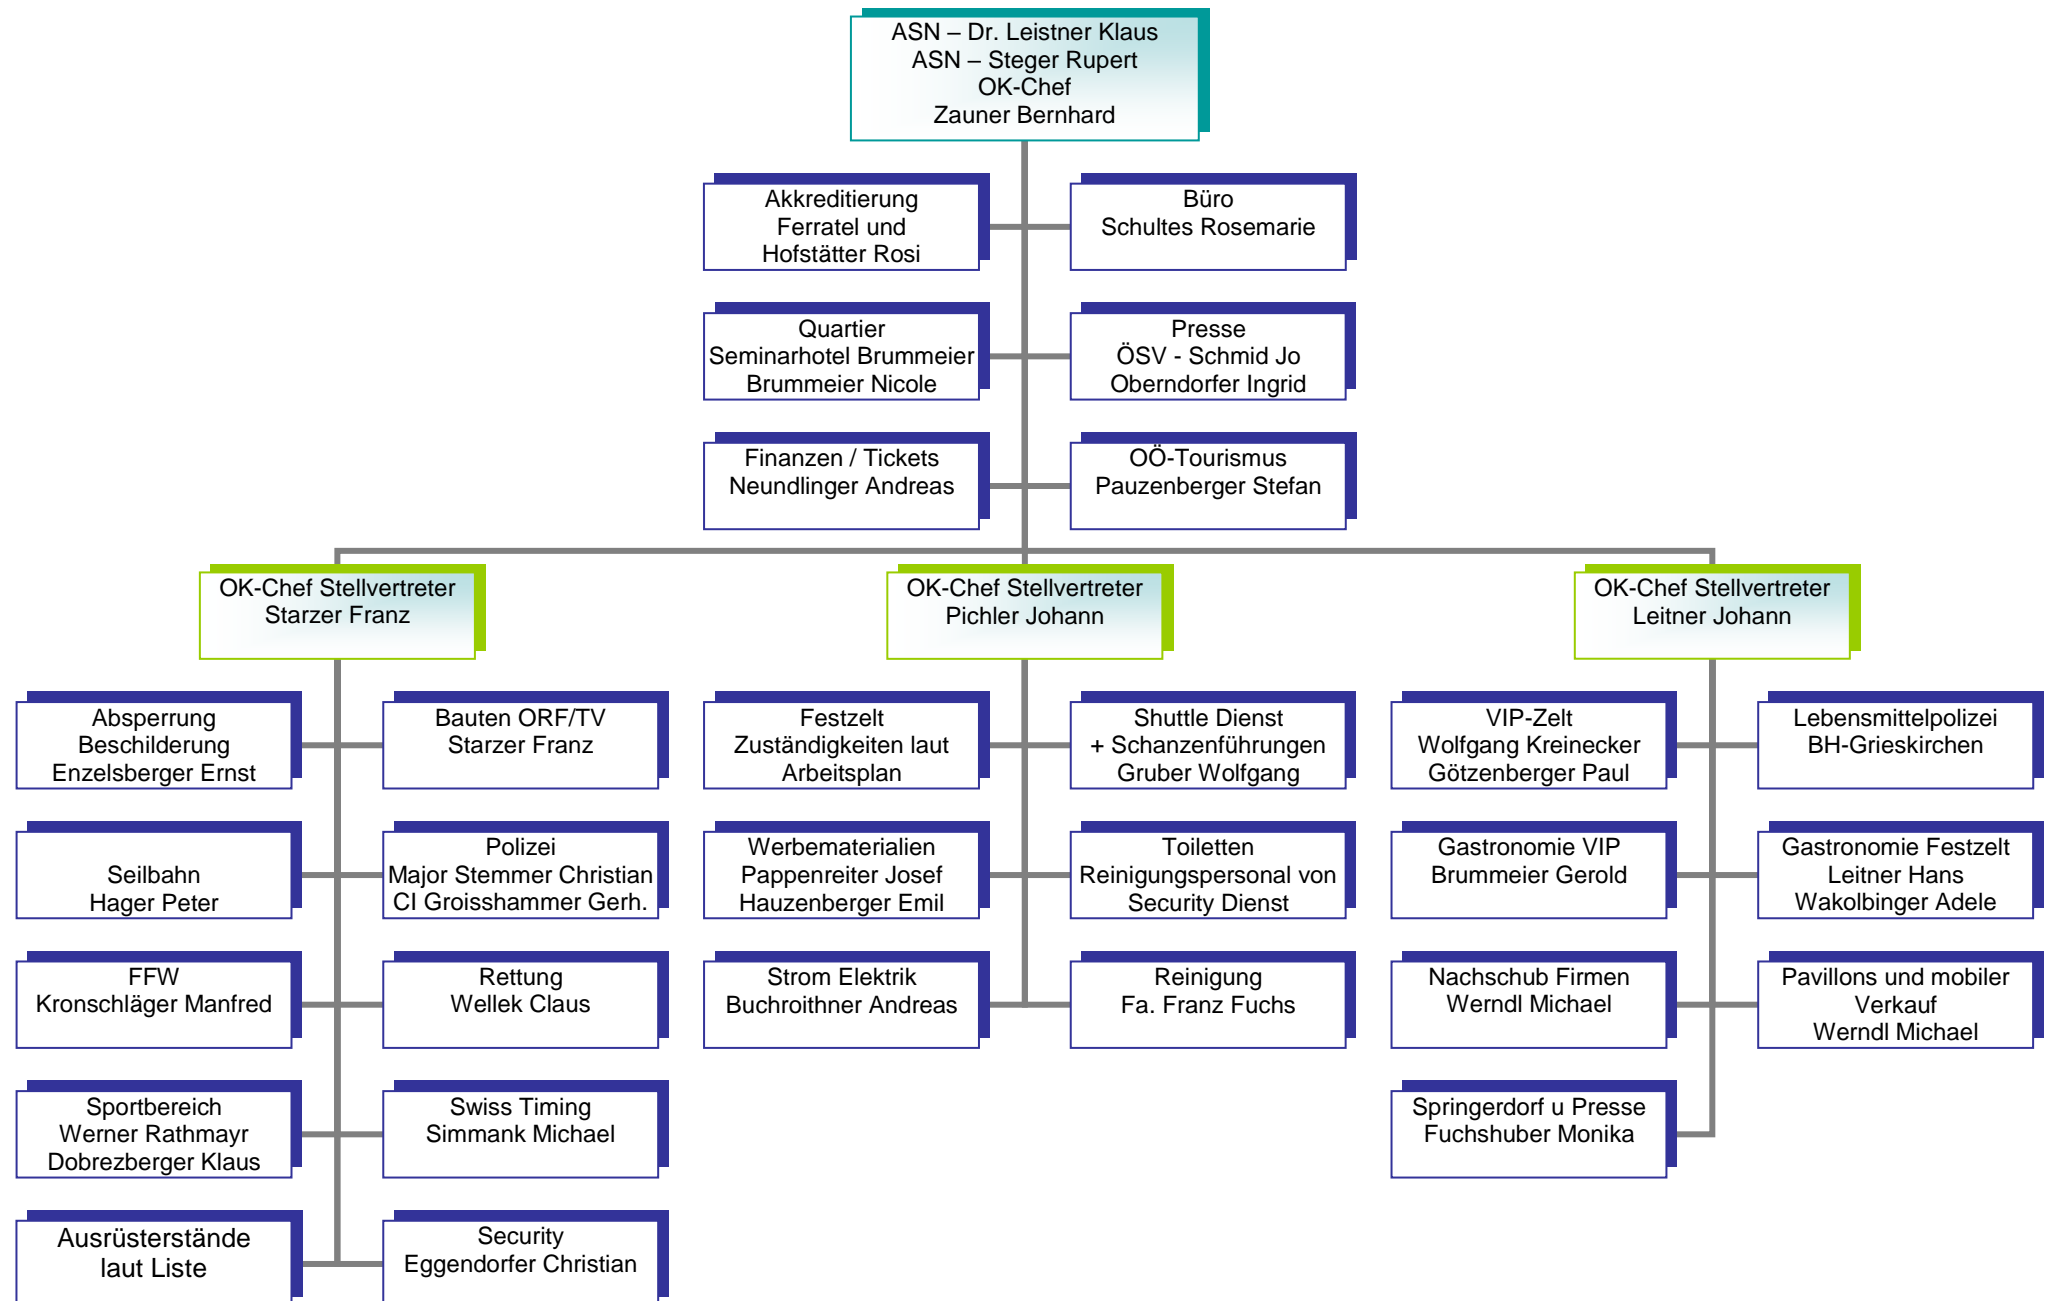 ASN – Dr. Leistner Klaus
ASN – Steger Rupert
OK-Chef
Zauner Bernhard
Akkreditierung
Ferratel und
Hofstätter Rosi
Büro
Schultes Rosemarie
Quartier
Seminarhotel Brummeier
Brummeier Nicole
Presse
ÖSV - Schmid Jo
Oberndorfer Ingrid
Finanzen / Tickets
Neundlinger Andreas
OÖ-Tourismus
Pauzenberger Stefan
OK-Chef Stellvertreter
Starzer Franz
OK-Chef Stellvertreter
Pichler Johann
OK-Chef Stellvertreter
Leitner Johann
Absperrung
Beschilderung
Enzelsberger Ernst
Bauten ORF/TV
Starzer Franz
Festzelt
Zuständigkeiten laut
Arbeitsplan
Shuttle Dienst
+ Schanzenführungen
Gruber Wolfgang
VIP-Zelt
Wolfgang Kreinecker
Götzenberger Paul
Lebensmittelpolizei
BH-Grieskirchen
Seilbahn
Hager Peter
Polizei
Major Stemmer Christian
CI Groisshammer Gerh.
Werbematerialien
Pappenreiter Josef
Hauzenberger Emil
Toiletten
Reinigungspersonal von
Security Dienst
Gastronomie VIP
Brummeier Gerold
Gastronomie Festzelt
Leitner Hans
Wakolbinger Adele
FFW
Kronschläger Manfred
Rettung
Wellek Claus
Strom Elektrik
Buchroithner Andreas
Reinigung
Fa. Franz Fuchs
Nachschub Firmen
Werndl Michael
Pavillons und mobiler
Verkauf
Werndl Michael
Sportbereich
Werner Rathmayr
Dobrezberger Klaus
Swiss Timing
Simmank Michael
Springerdorf u Presse
Fuchshuber Monika
Ausrüsterstände
laut Liste
Security
Eggendorfer Christian